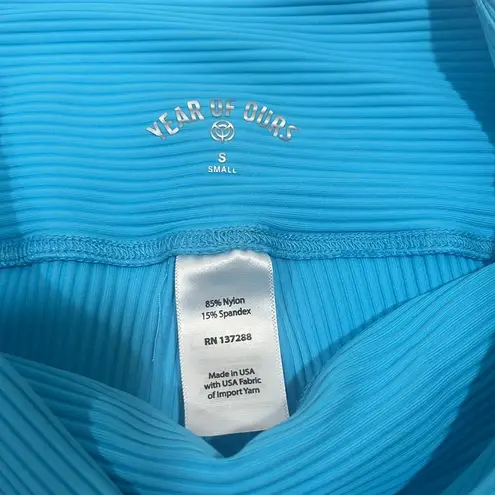 YEAR OF OURS
S
SMALL
85% Nylon
15% Spandex
RN 137288
Made in USA
with USA Fabric
of Import Yarn